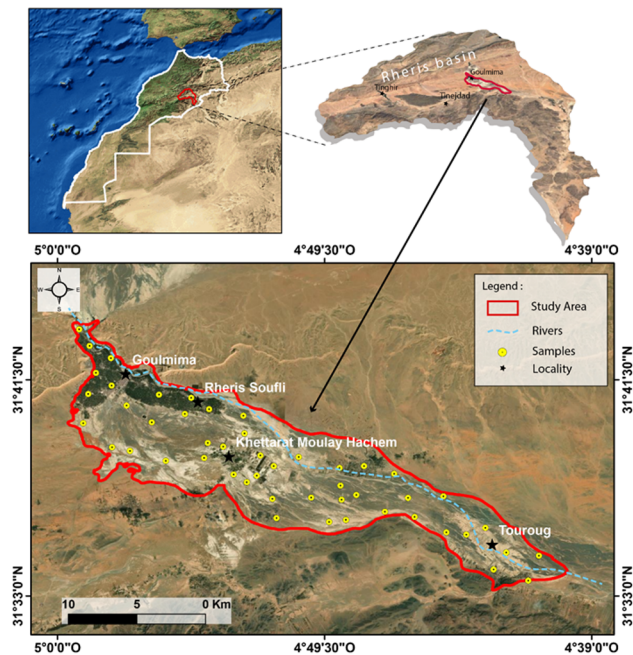 Rheris basin
Goulmima
Tinghir
Tinejdad
5°0'0"O 4°49'30"O 4°39'0"O
N
W E
S
Legend :
Study Area
Rivers
Samples
Locality
Goulmima
Rheris Soufli
Khettarat Moulay Hachem
Touroug
31°41'30"N 31°41'30"N
31°33'0"N 31°33'0"N
10 5 0 Km
5°0'0"O 4°49'30"O 4°39'0"O